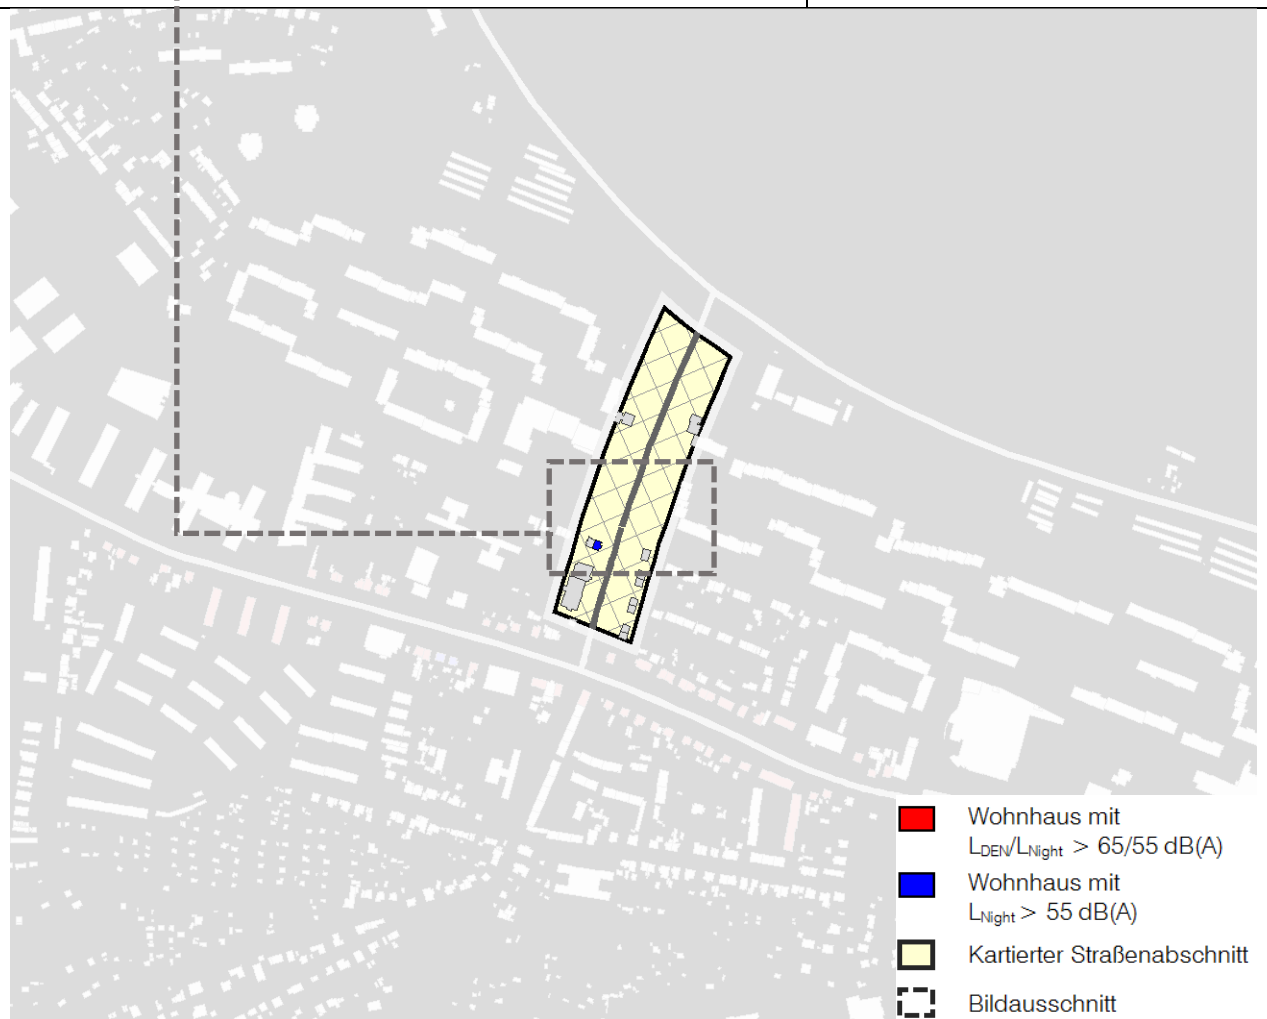 Wohnhaus mit
LDEN/LNight > 65/55 dB(A)
Wohnhaus mit
LNight > 55 dB(A)
Kartierter Straßenabschnitt
Bildausschnitt